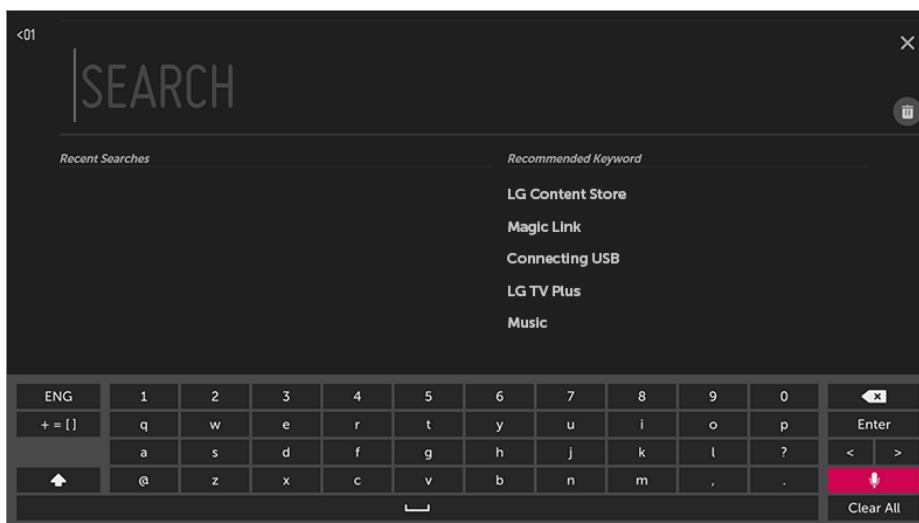 <01
SEARCH
Recent Searches
Recommended Keyword
LG Content Store
Magic Link
Connecting USB
LG TV Plus
Music
ENG 1 2 3 4 5 6 7 8 9 0
+ = [ ] q w e r t y u i o p Enter
a s d f g h j k l ? < >
@ z x c v b n m , .
Clear All